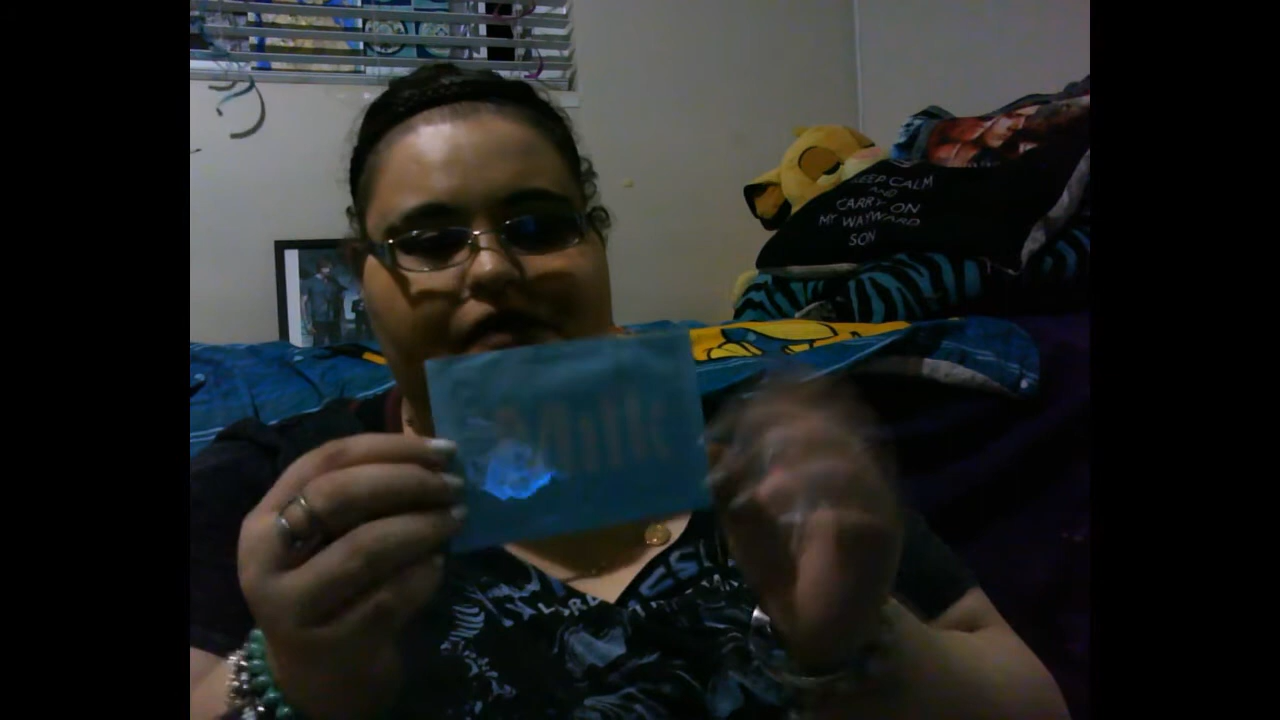 KEEP CALM
AND
CARRY ON
MY WAYWARD
SON
Milk